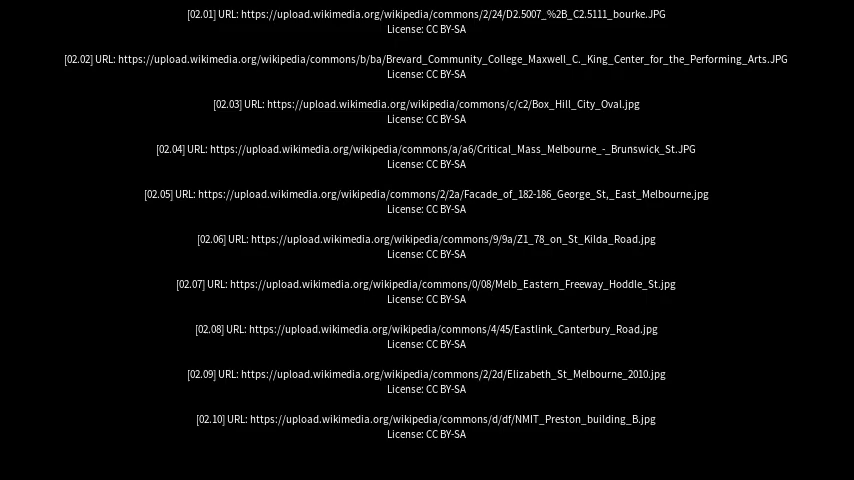 [02.01] URL: https://upload.wikimedia.org/wikipedia/commons/2/24/D2.5007_%2B_C2.5111_bourke.JPG
License: CC BY-SA
[02.02] URL: https://upload.wikimedia.org/wikipedia/commons/b/ba/Brevard_Community_College_Maxwell_C._King_Center_for_the_Performing_Arts.JPG
License: CC BY-SA
[02.03] URL: https://upload.wikimedia.org/wikipedia/commons/c/c2/Box_Hill_City_Oval.jpg
License: CC BY-SA
[02.04] URL: https://upload.wikimedia.org/wikipedia/commons/a/a6/Critical_Mass_Melbourne_-_Brunswick_St.JPG
License: CC BY-SA
[02.05] URL: https://upload.wikimedia.org/wikipedia/commons/2/2a/Facade_of_182-186_George_St,_East_Melbourne.jpg
License: CC BY-SA
[02.06] URL: https://upload.wikimedia.org/wikipedia/commons/9/9a/Z1_78_on_St_Kilda_Road.jpg
License: CC BY-SA
[02.07] URL: https://upload.wikimedia.org/wikipedia/commons/0/08/Melb_Eastern_Freeway_Hoddle_St.jpg
License: CC BY-SA
[02.08] URL: https://upload.wikimedia.org/wikipedia/commons/4/45/Eastlink_Canterbury_Road.jpg
License: CC BY-SA
[02.09] URL: https://upload.wikimedia.org/wikipedia/commons/2/2d/Elizabeth_St_Melbourne_2010.jpg
License: CC BY-SA
[02.10] URL: https://upload.wikimedia.org/wikipedia/commons/d/df/NMIT_Preston_building_B.jpg
License: CC BY-SA